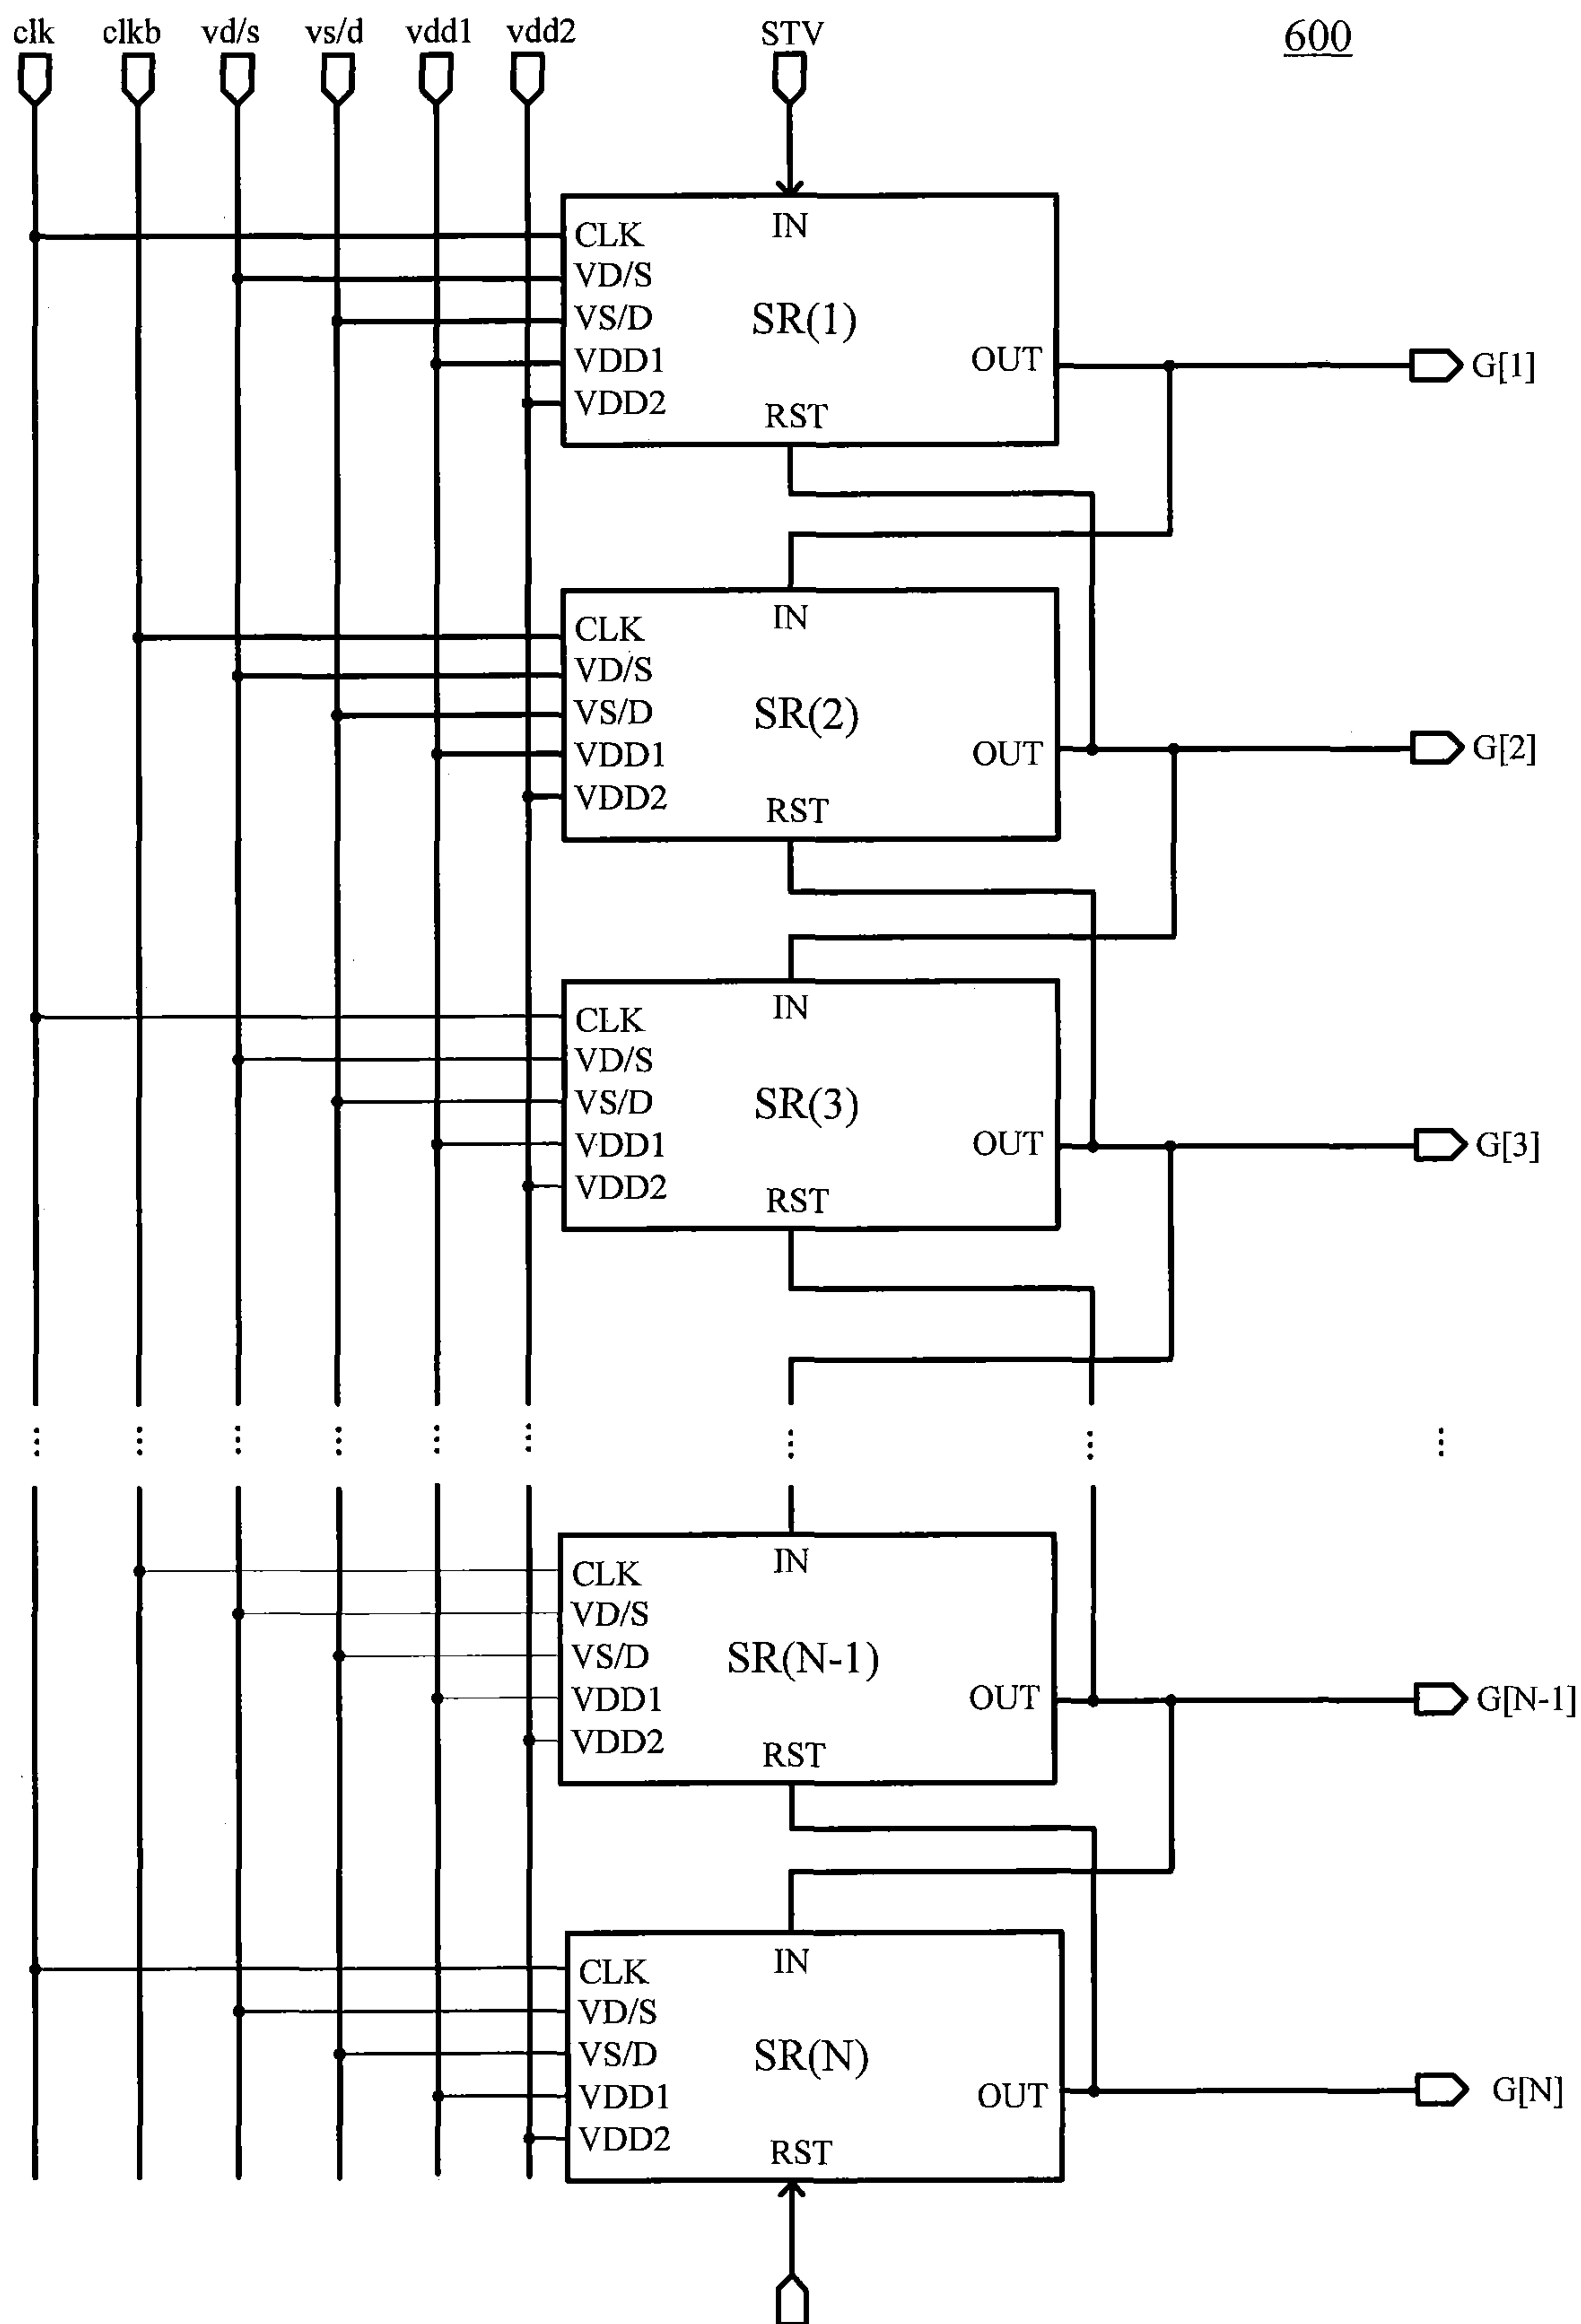 clk clkb vd/s vs/d vdd1 vdd2 STV 600
IN
CLK
VD/S
VS/D
SR(1)
VDD1
OUT
G[1]
VDD2
RST
IN
CLK
VD/S
VS/D
SR(2)
VDD1
OUT
G[2]
VDD2
RST
IN
CLK
VD/S
VS/D
SR(3)
VDD1
OUT
G[3]
VDD2
RST
IN
CLK
VD/S
VS/D
SR(N-1)
VDD1
OUT
G[N-1]
VDD2
RST
IN
CLK
VD/S
VS/D
SR(N)
VDD1
OUT
G[N]
VDD2
RST